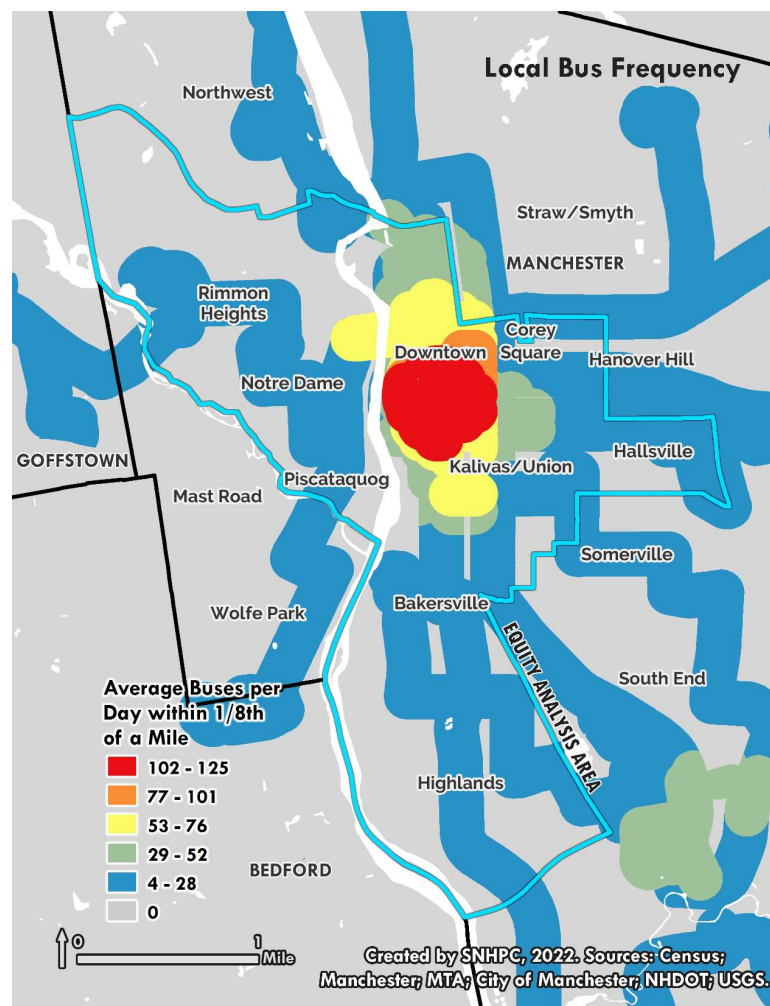 Local Bus Frequency
Northwest
Straw/Smyth
MANCHESTER
Rimmon
Heights
Corey
Square
Downtown
Hanover Hill
Notre Dame
Hallsville
GOFFSTOWN
Kalivas/Union
Piscataquog
Mast Road
Somerville
Bakersville
Wolfe Park
EQUITY ANALYSIS AREA
South End
Highlands
BEDFORD
Average Buses per
Day within 1/8th
of a Mile
102 - 125
77 - 101
53 - 76
29 - 52
4 - 28
0
0 1
Mile
Created by SNHPC, 2022. Sources: Census;
Manchester; MTA; City of Manchester; NHDOT; USGS.